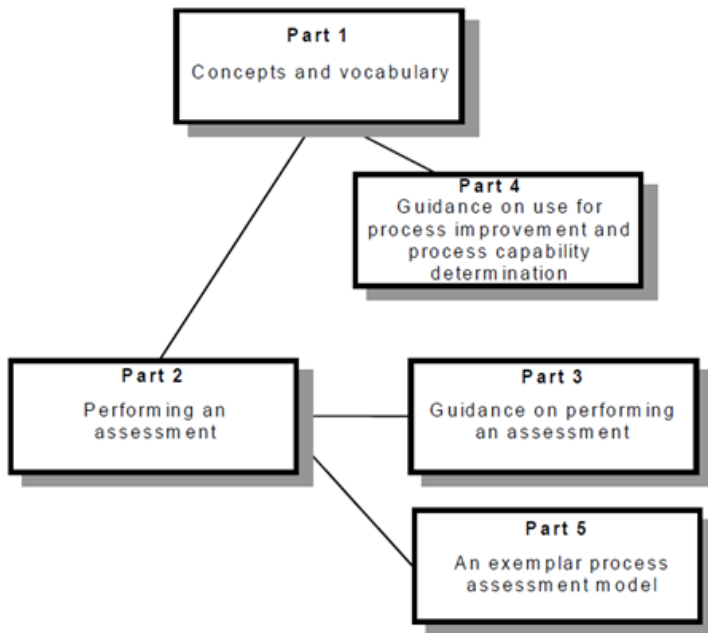 Part 1
Concepts and vocabulary
Part 4
Guidance on use for
process improvement and
process capability
determination
Part 2
Performing an
assessment
Part 3
Guidance on performing
an assessment
Part 5
An exemplar process
assessment model